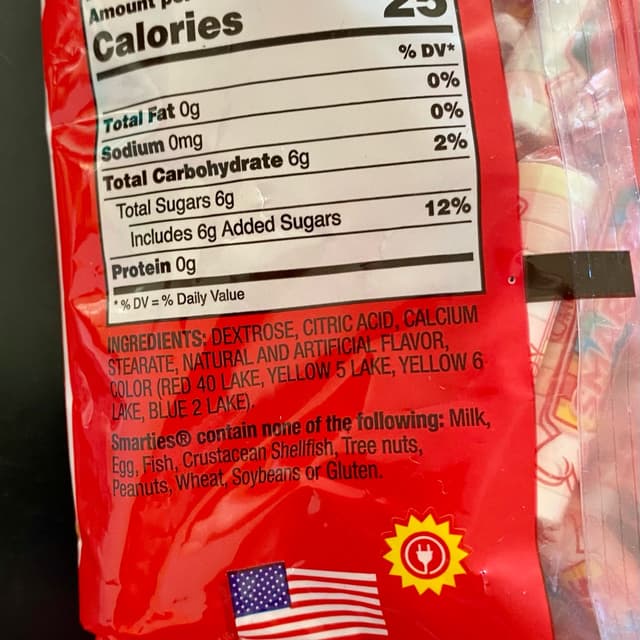 Amount per
Calories 25
% DV*
Total Fat 0g 0%
Sodium 0mg 0%
Total Carbohydrate 6g 2%
Total Sugars 6g
Includes 6g Added Sugars 12%
Protein 0g
*% DV = % Daily Value
INGREDIENTS: DEXTROSE, CITRIC ACID, CALCIUM
STEARATE, NATURAL AND ARTIFICIAL FLAVOR,
COLOR (RED 40 LAKE, YELLOW 5 LAKE, YELLOW 6
LAKE, BLUE 2 LAKE).
Smarties® contain none of the following: Milk,
Egg, Fish, Crustacean Shellfish, Tree nuts,
Peanuts, Wheat, Soybeans or Gluten.